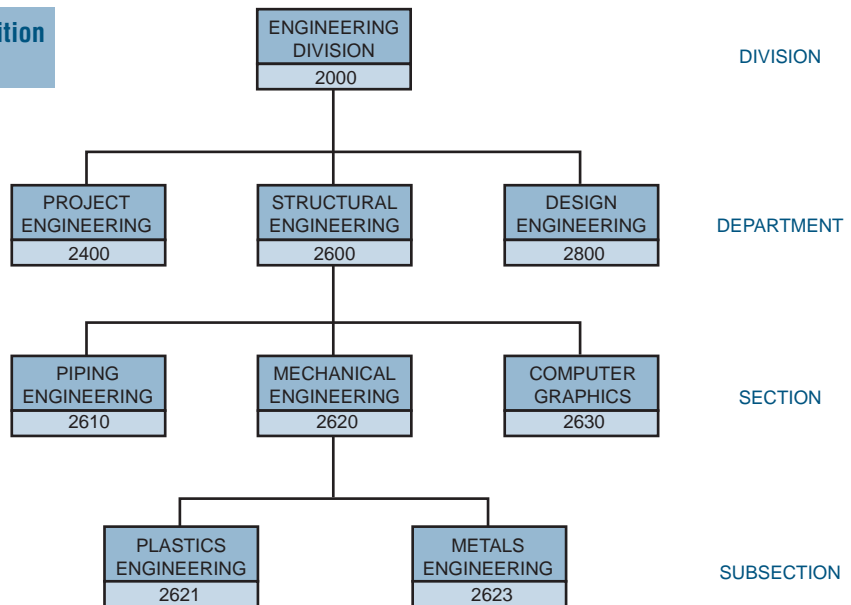 ENGINEERING
DIVISION
2000
DIVISION
PROJECT
ENGINEERING
2400
STRUCTURAL
ENGINEERING
2600
DESIGN
ENGINEERING
2800
DEPARTMENT
PIPING
ENGINEERING
2610
MECHANICAL
ENGINEERING
2620
COMPUTER
GRAPHICS
2630
SECTION
PLASTICS
ENGINEERING
2621
METALS
ENGINEERING
2623
SUBSECTION